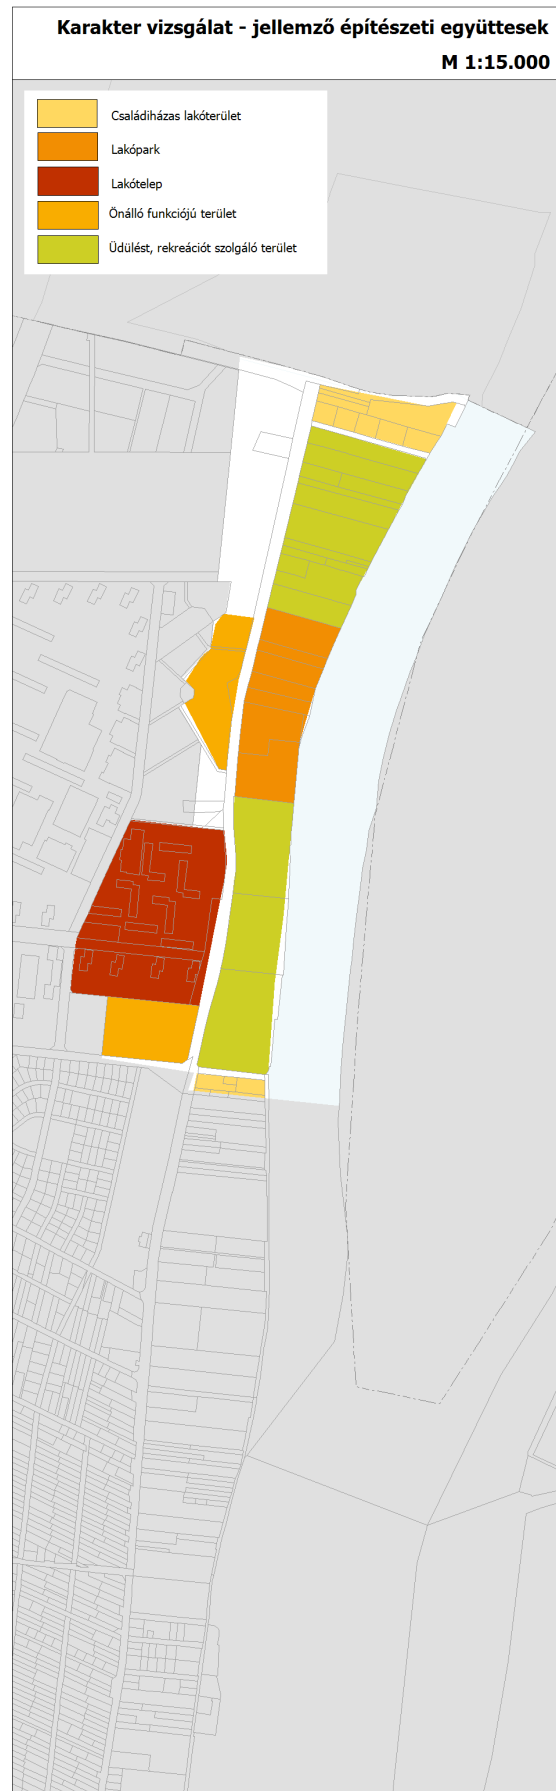 Karakter vizsgálat - jellemző építészeti együttesek
M 1:15.000
Családiházas lakóterület
Lakópark
Lakótelep
Önálló funkciójú terület
Üdülést, rekreációt szolgáló terület